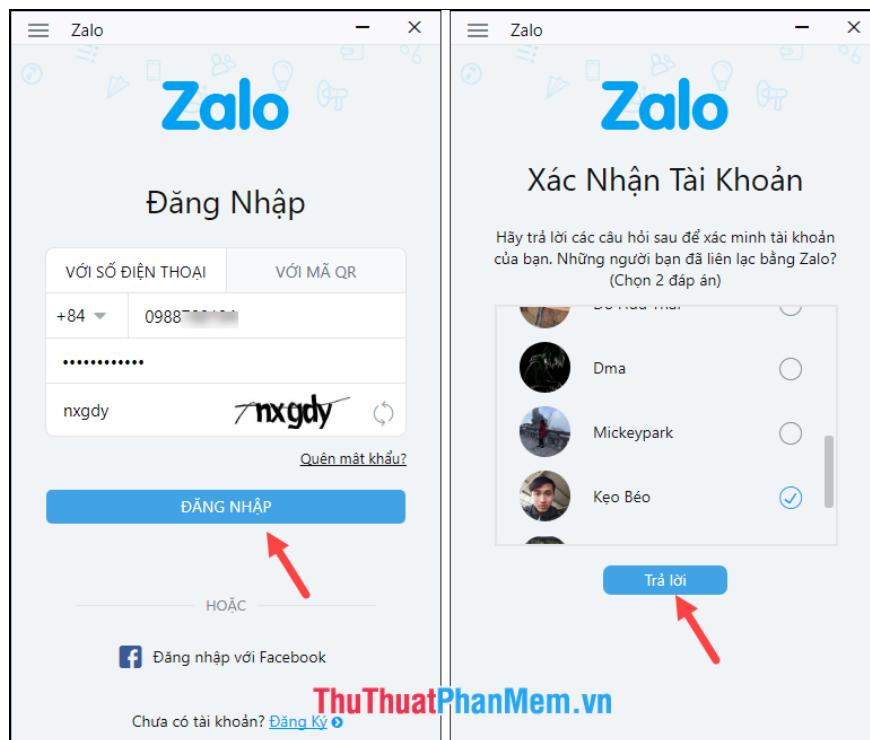 Zalo
Zalo
Đăng Nhập
VỚI SỐ ĐIỆN THOẠI
VỚI MÃ QR
+84
0988
••••••••••••
nxgdy
nxgdy
Quên mât khẩu?
ĐĂNG NHẬP
HOẶC
Đăng nhập với Facebook
Chưa có tài khoản? Đăng Ký
Zalo
Zalo
Xác Nhận Tài Khoản
Hãy trả lời các câu hỏi sau để xác minh tài khoản
của bạn. Những người bạn đã liên lạc bằng Zalo?
(Chọn 2 đáp án)
Dma
Mickeypark
Kẹo Béo
Trả lời
ThuThuatPhanMem.vn